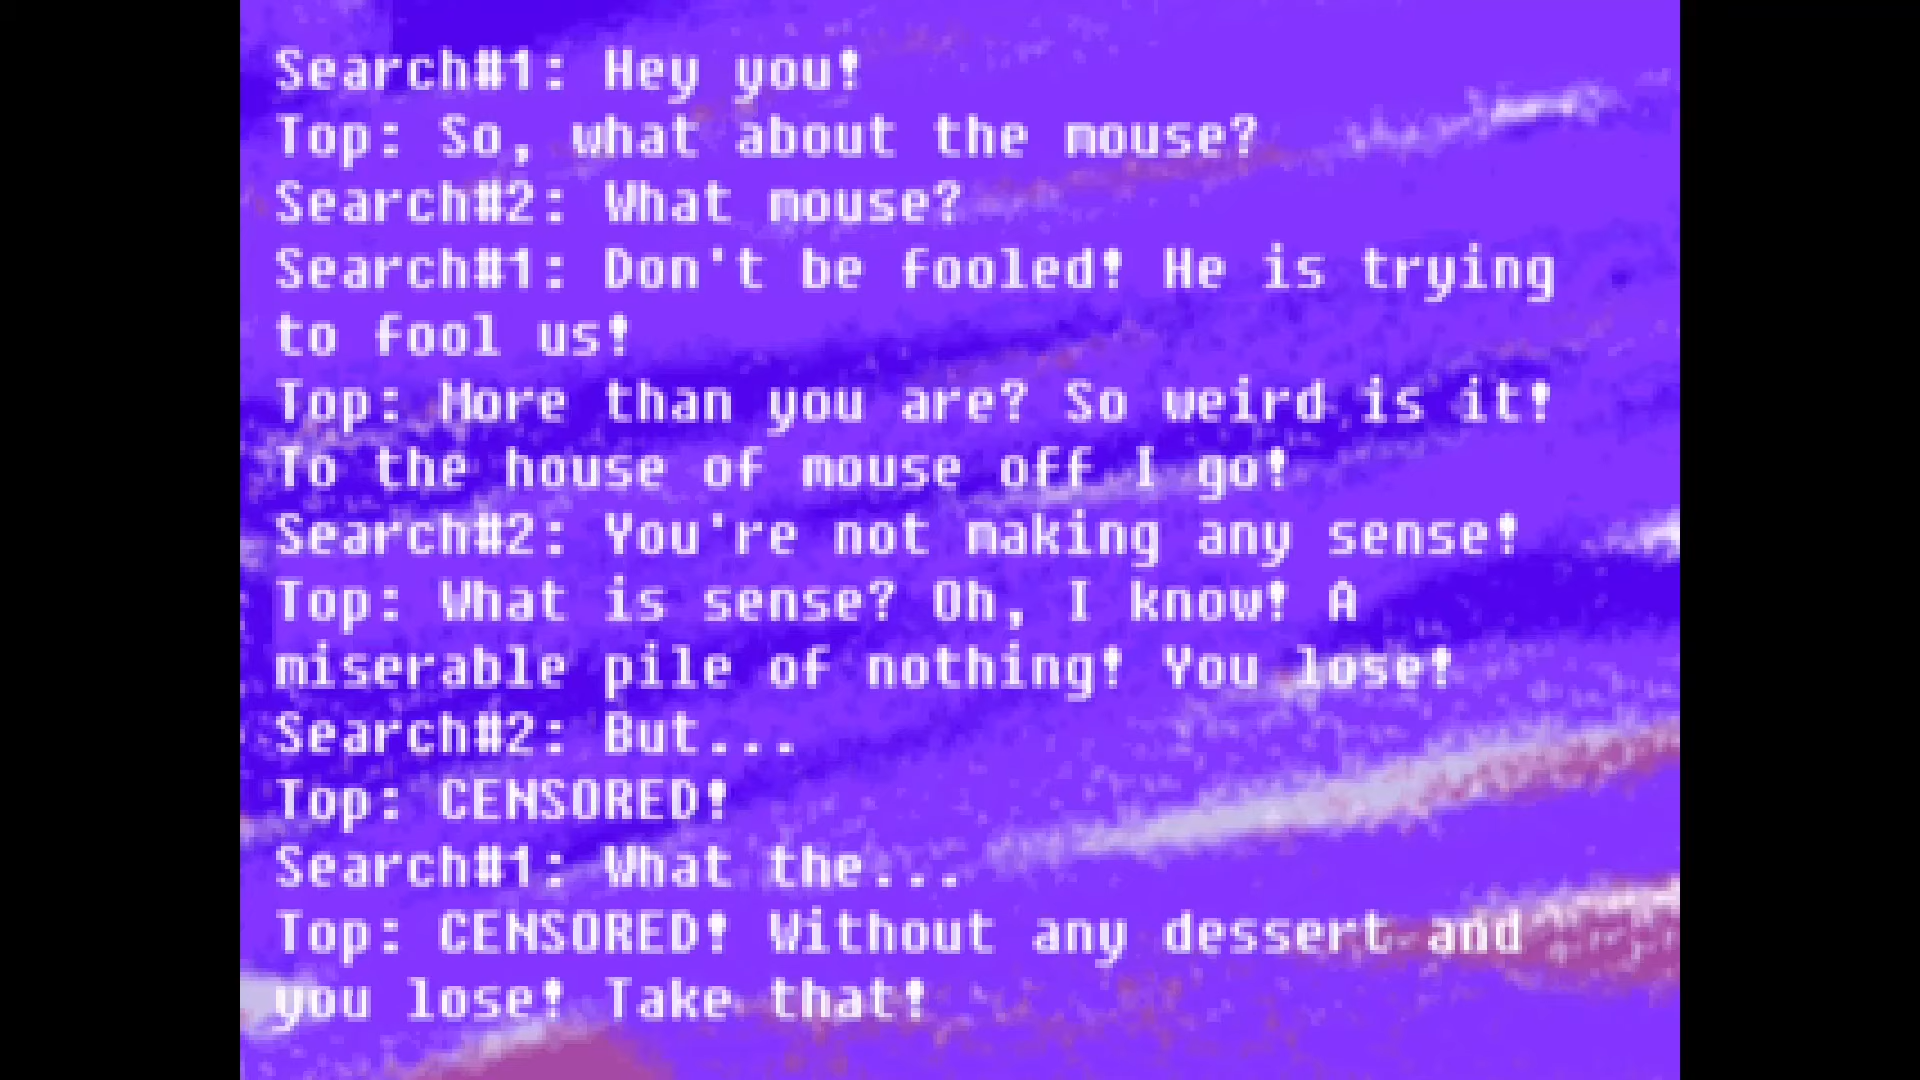 Search#1: Hey you!
Top: So, what about the mouse?
Search#2: What mouse?
Search#1: Don't be fooled! He is trying
to fool us!
Top: More than you are? So weird is it!
To the house of mouse off I go!
Search#2: You're not making any sense!
Top: What is sense? Oh, I know! A
miserable pile of nothing! You lose!
Search#2: But...
Top: CENSORED!
Search#1: What the...
Top: CENSORED! Without any dessert and
you lose! Take that!